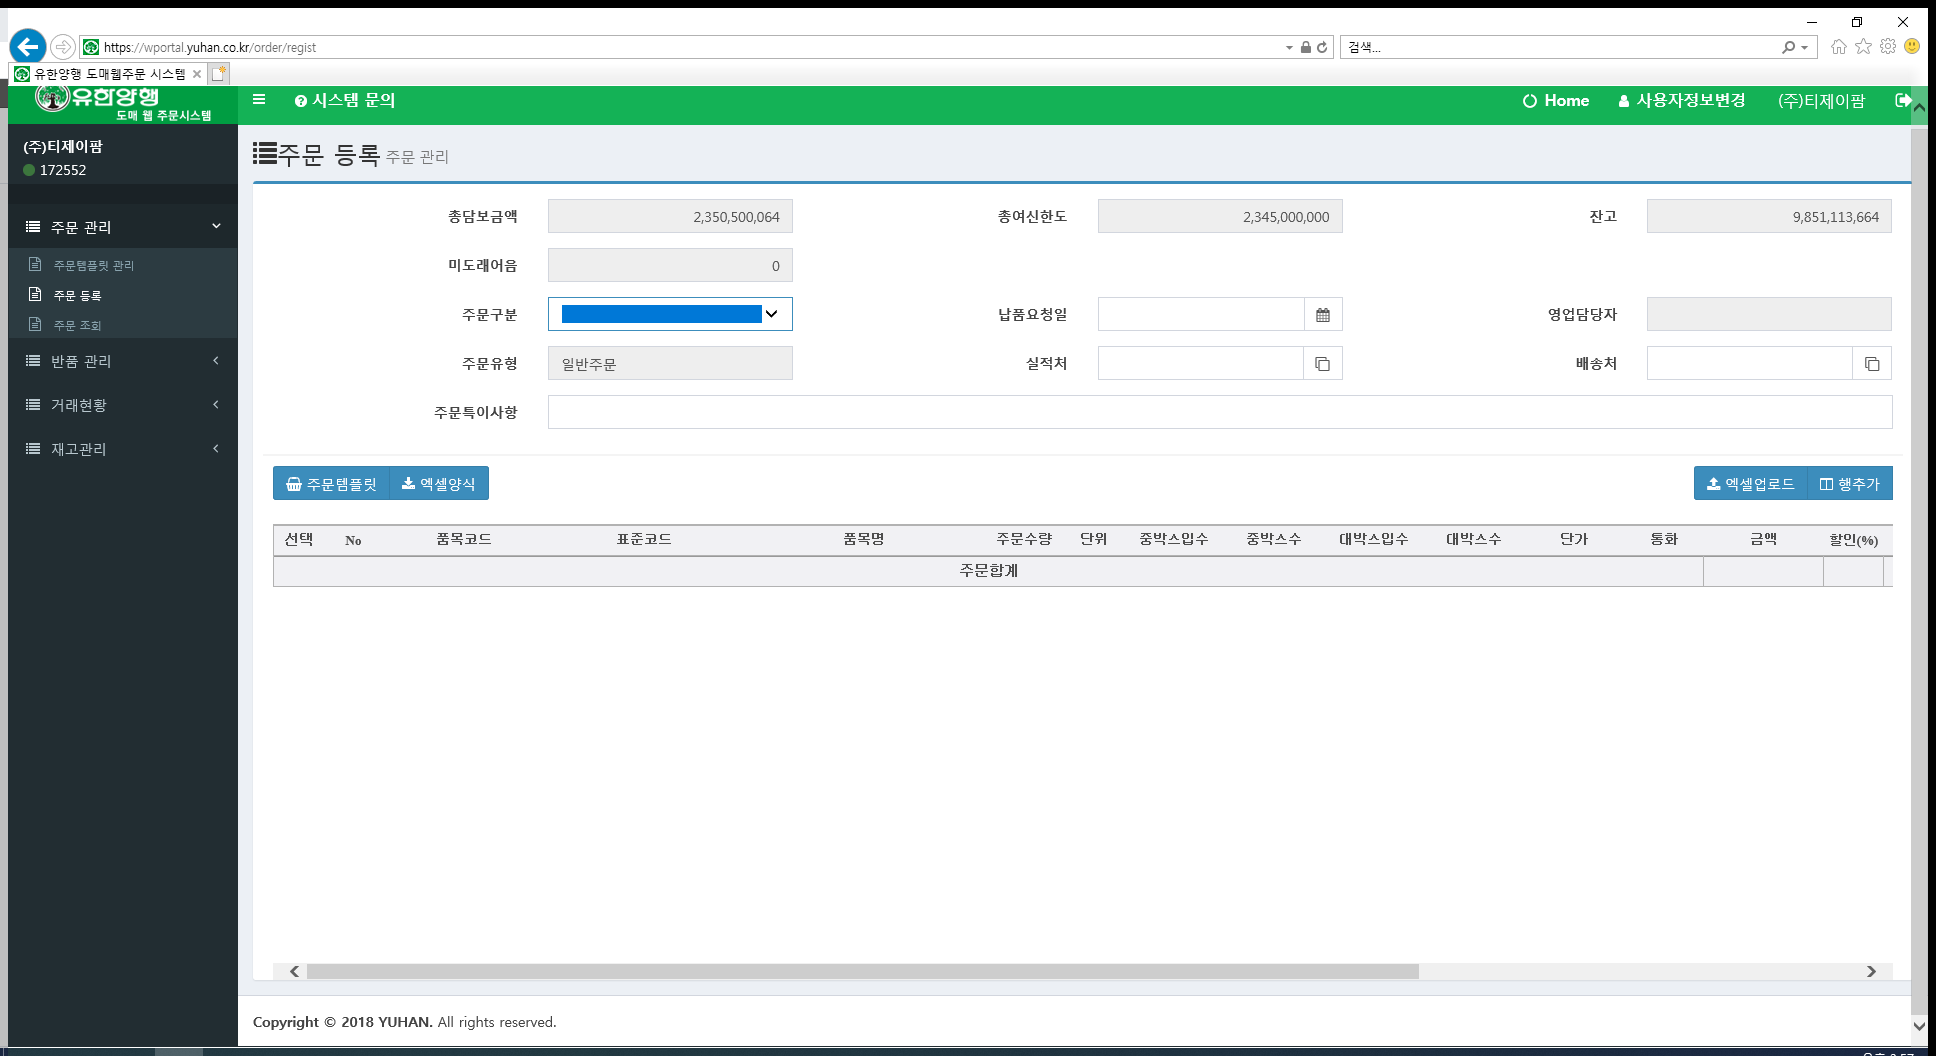 https://wportal.yuhan.co.kr/order/regist
검색...
유한양행 도매웹주문 시스템
유한양행
도매 웹 주문시스템
시스템 문의
Home
사용자정보변경
(주)티제이팜
(주)티제이팜
172552
주문 관리
주문템플릿 관리
주문 등록
주문 조회
반품 관리
거래현황
재고관리
주문 등록 주문 관리
총담보금액 2,350,500,064 총여신한도 2,345,000,000 잔고 9,851,113,664
미도래어음 0
주문구분 납품요청일 영업담당자
주문유형 일반주문 실적처 배송처
주문특이사항
주문템플릿 엑셀양식 엑셀업로드 행추가
선택 No 품목코드 표준코드 품목명 주문수량 단위 중박스입수 중박스수 대박스입수 대박스수 단가 통화 금액 할인(%)
주문합계
Copyright © 2018 YUHAN. All rights reserved.